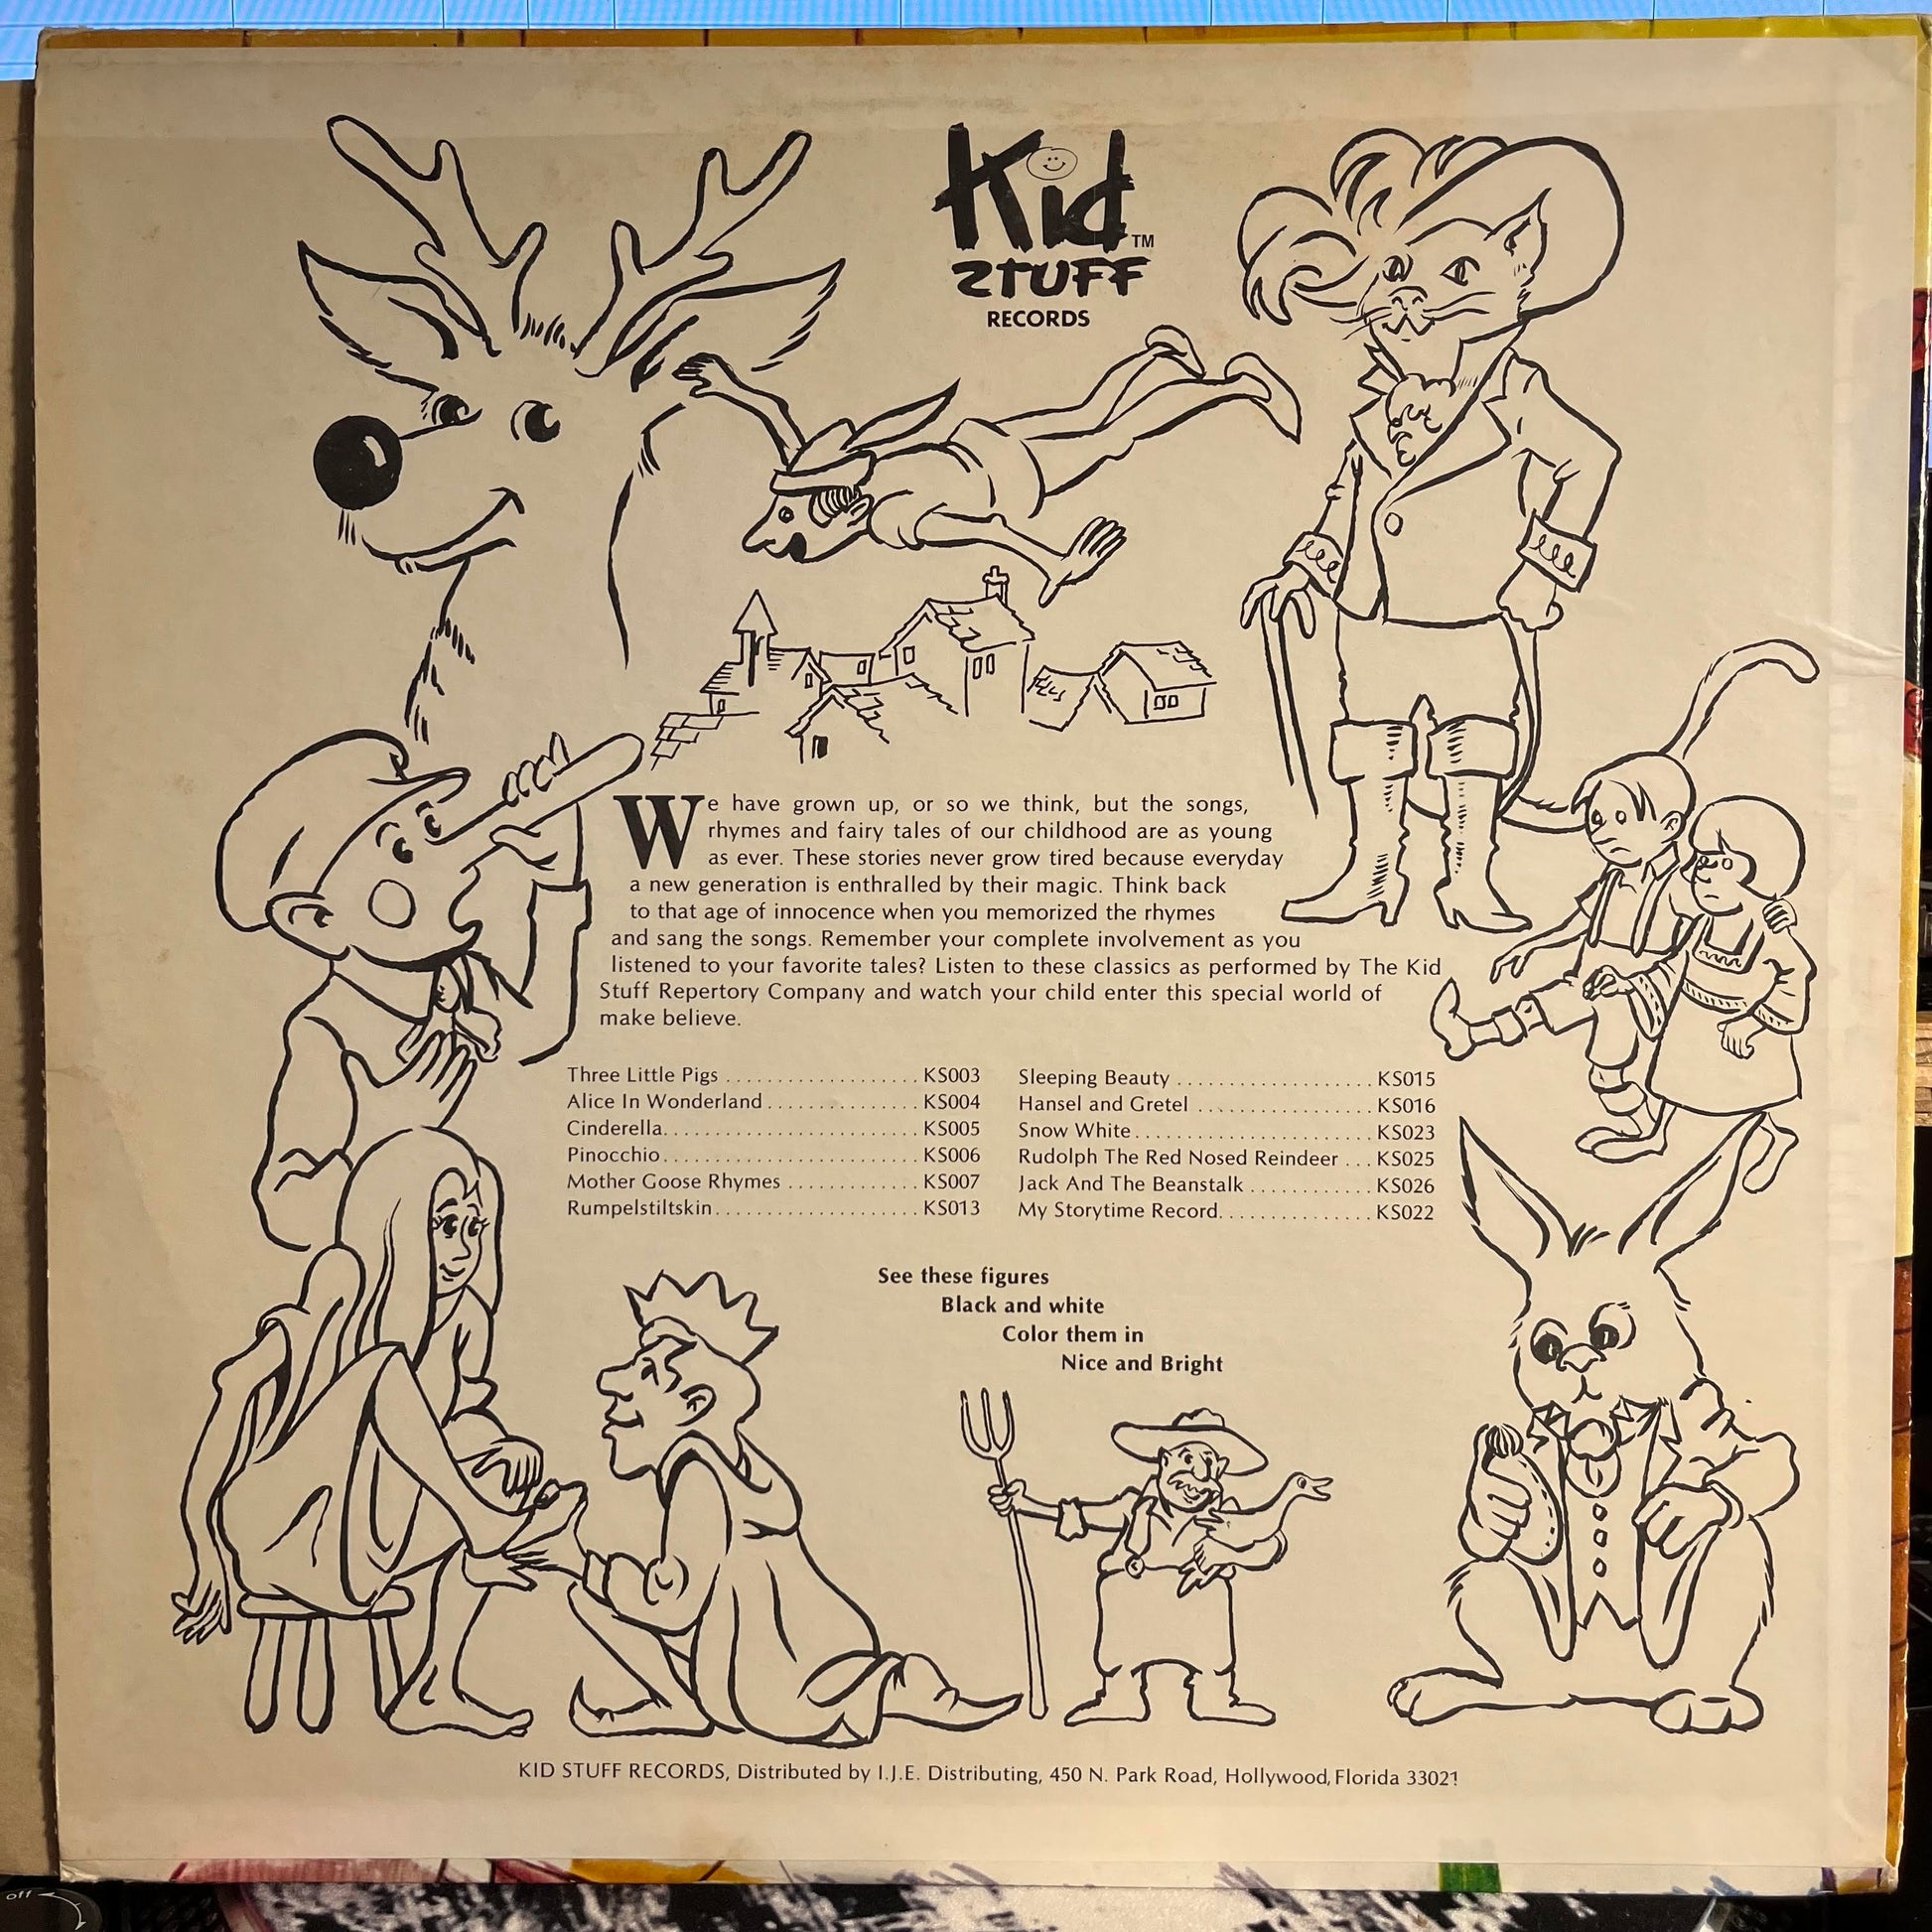 Kid
STUFF
TM
RECORDS
We have grown up, or so we think, but the songs,
rhymes and fairy tales of our childhood are as young
as ever. These stories never grow tired because everyday
a new generation is enthralled by their magic. Think back
to that age of innocence when you memorized the rhymes
and sang the songs. Remember your complete involvement as you
listened to your favorite tales? Listen to these classics as performed by The Kid
Stuff Repertory Company and watch your child enter this special world of
make believe.
Three Little Pigs . . . . . . . . . . . . . . . . . . . KS003
Alice In Wonderland . . . . . . . . . . . . . . . KS004
Cinderella. . . . . . . . . . . . . . . . . . . . . . . . . KS005
Pinocchio . . . . . . . . . . . . . . . . . . . . . . . . . KS006
Mother Goose Rhymes . . . . . . . . . . . . . KS007
Rumpelstiltskin . . . . . . . . . . . . . . . . . . . . KS013
Sleeping Beauty . . . . . . . . . . . . . . . . . . . KS015
Hansel and Gretel . . . . . . . . . . . . . . . . . KS016
Snow White . . . . . . . . . . . . . . . . . . . . . . . KS023
Rudolph The Red Nosed Reindeer . . . KS025
Jack And The Beanstalk . . . . . . . . . . . . KS026
My Storytime Record. . . . . . . . . . . . . . . KS022
See these figures
Black and white
Color them in
Nice and Bright
KID STUFF RECORDS, Distributed by I.J.E. Distributing, 450 N. Park Road, Hollywood, Florida 33021
off